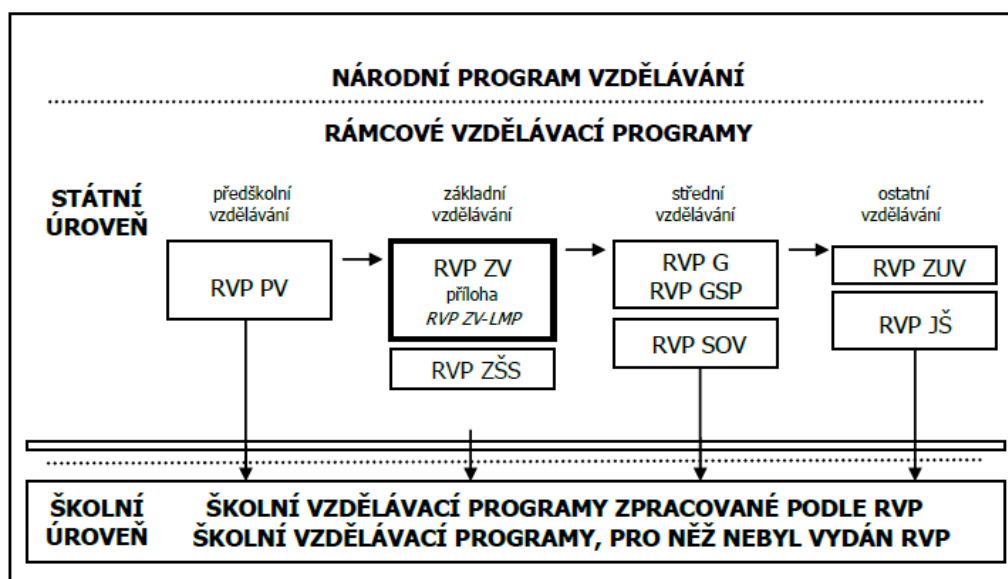 NÁRODNÍ PROGRAM VZDĚLÁVÁNÍ
RÁMCOVÉ VZDĚLÁVACÍ PROGRAMY
STÁTNÍ
ÚROVEŇ
předškolní
vzdělávání
základní
vzdělávání
střední
vzdělávání
ostatní
vzdělávání
RVP PV
RVP ZV
příloha
RVP ZV-LMP
RVP ZŠS
RVP G
RVP GSP
RVP SOV
RVP ZUV
RVP JŠ
ŠKOLNÍ
ÚROVEŇ
ŠKOLNÍ VZDĚLÁVACÍ PROGRAMY ZPRACOVANÉ PODLE RVP
ŠKOLNÍ VZDĚLÁVACÍ PROGRAMY, PRO NĚŽ NEBYL VYDÁN RVP